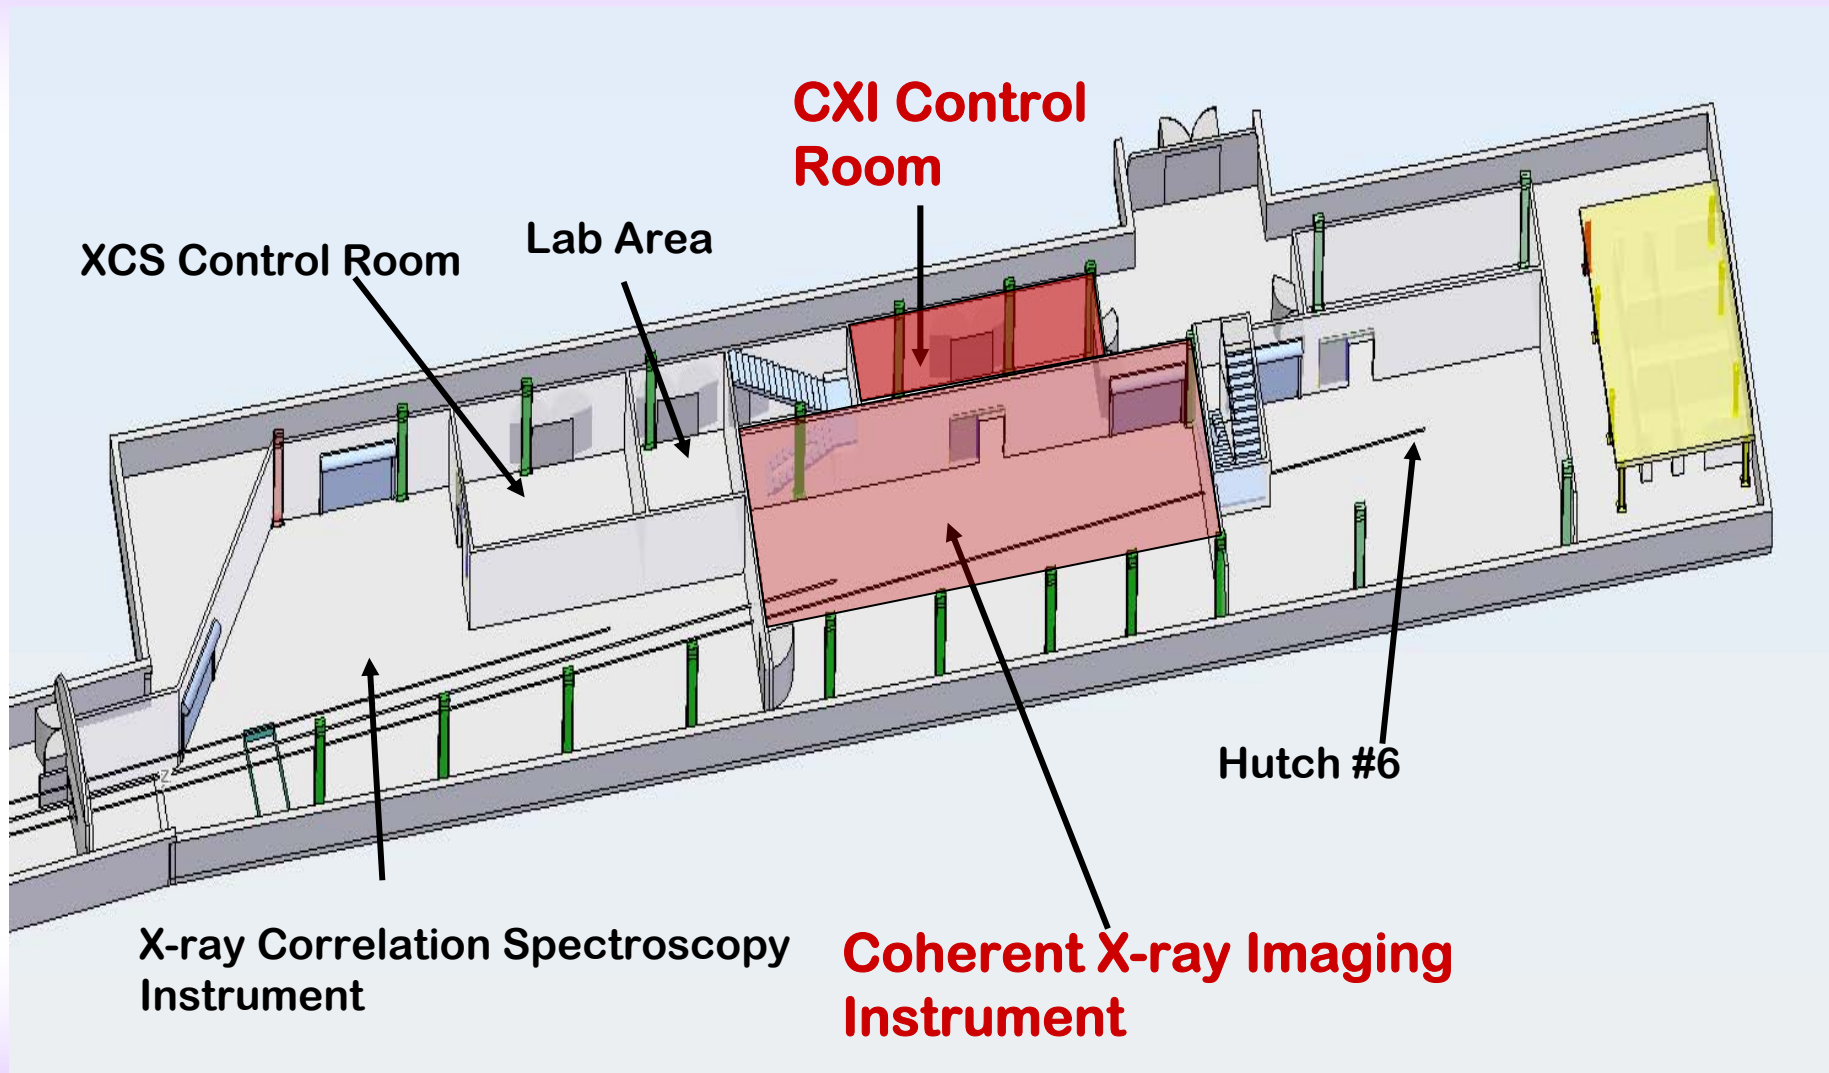 CXI Control
Room
Lab Area
XCS Control Room
Z
Hutch #6
X-ray Correlation Spectroscopy
Instrument
Coherent X-ray Imaging
Instrument